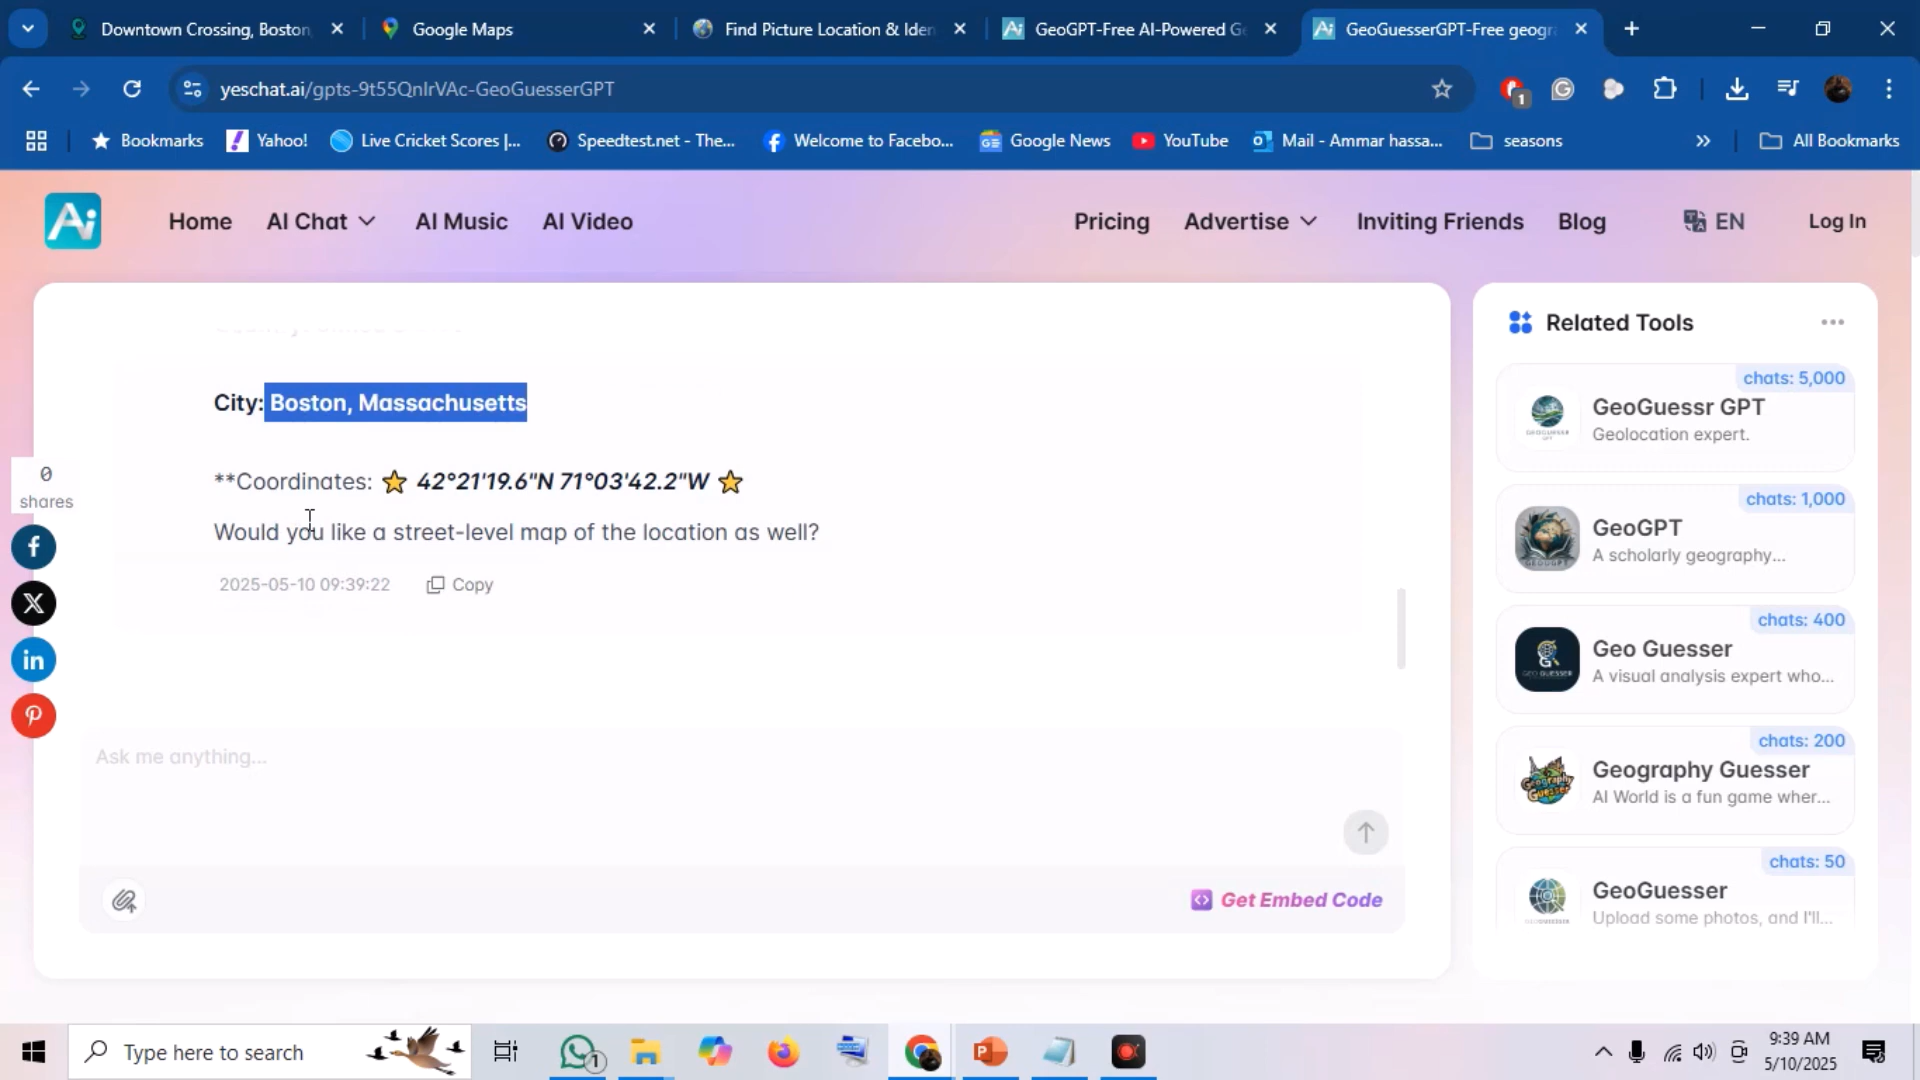 Downtown Crossing, Boston,
Google Maps
Find Picture Location & Iden
GeoGPT-Free AI-Powered Ge
GeoGuesserGPT-Free geogr
yeschat.ai/gpts-9t55QnIrVAc-GeoGuesserGPT
1
Bookmarks
Yahoo!
Live Cricket Scores |...
Speedtest.net - The...
Welcome to Facebo...
Google News
YouTube
Mail - Ammar hassa...
seasons
»
All Bookmarks
Ai
Home
AI Chat
AI Music
AI Video
Pricing
Advertise
Inviting Friends
Blog
EN
Log In
City: Boston, Massachusetts
**Coordinates: ⭐ 42°21'19.6"N 71°03'42.2"W ⭐
Would you like a street-level map of the location as well?
2025-05-10 09:39:22
Copy
0
shares
Ask me anything...
Get Embed Code
Related Tools
chats: 5,000
GeoGuessr GPT
Geolocation expert.
chats: 1,000
GeoGPT
A scholarly geography...
chats: 400
Geo Guesser
A visual analysis expert who...
chats: 200
Geography Guesser
AI World is a fun game wher...
chats: 50
GeoGuesser
Upload some photos, and I'll...
Type here to search
1
9:39 AM
5/10/2025